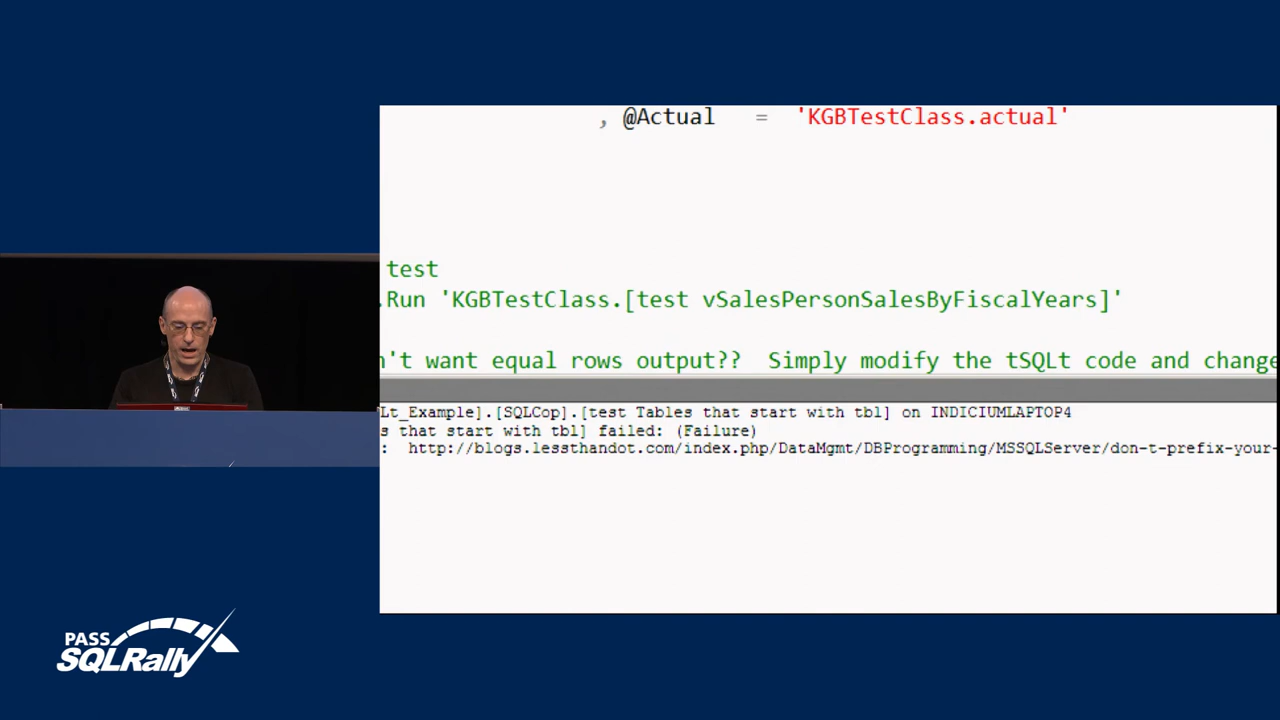 , @Actual = 'KGBTestClass.actual'
test
.Run 'KGBTestClass.[test vSalesPersonSalesByFiscalYears]'
n't want equal rows output?? Simply modify the tSQLt code and change
Lt_Example].[SQLCop].[test Tables that start with tbl] on INDICIUMLAPTOP4
s that start with tbl] failed: (Failure)
: http://blogs.lessthandot.com/index.php/DataMgmt/DBProgramming/MSSQLServer/don-t-prefix-your-
PASS
SQLRally